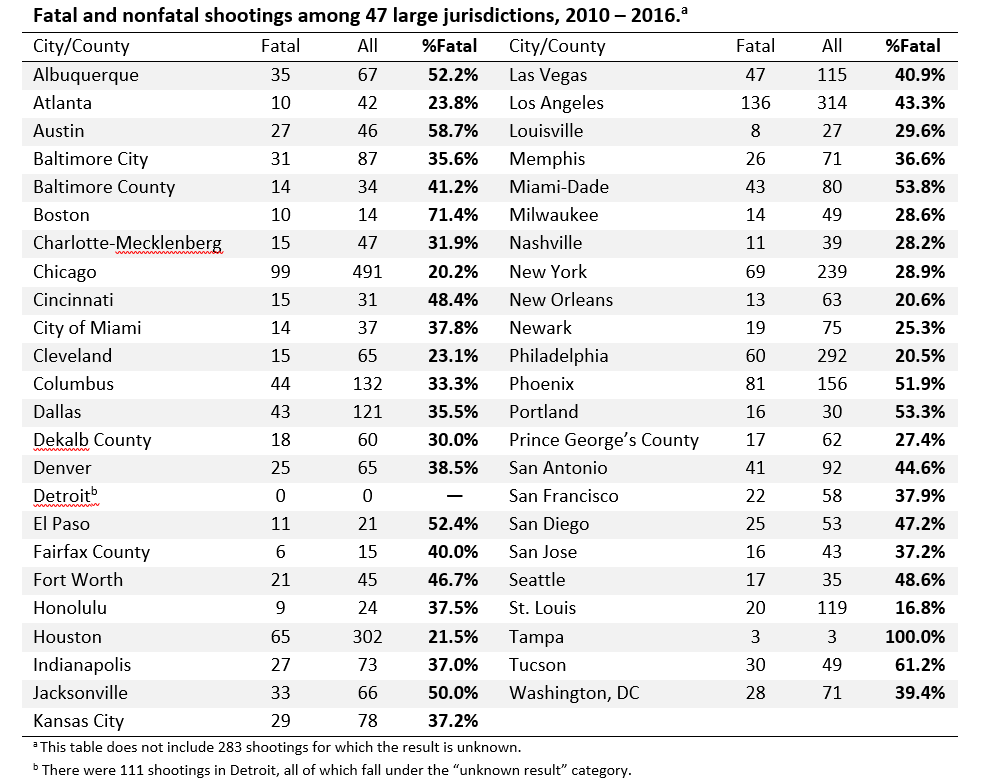 Fatal and nonfatal shootings among 47 large jurisdictions, 2010 – 2016.ᵃ
City/County Fatal All %Fatal City/County Fatal All %Fatal
Albuquerque 35 67 52.2% Las Vegas 47 115 40.9%
Atlanta 10 42 23.8% Los Angeles 136 314 43.3%
Austin 27 46 58.7% Louisville 8 27 29.6%
Baltimore City 31 87 35.6% Memphis 26 71 36.6%
Baltimore County 14 34 41.2% Miami-Dade 43 80 53.8%
Boston 10 14 71.4% Milwaukee 14 49 28.6%
Charlotte-Mecklenberg 15 47 31.9% Nashville 11 39 28.2%
Chicago 99 491 20.2% New York 69 239 28.9%
Cincinnati 15 31 48.4% New Orleans 13 63 20.6%
City of Miami 14 37 37.8% Newark 19 75 25.3%
Cleveland 15 65 23.1% Philadelphia 60 292 20.5%
Columbus 44 132 33.3% Phoenix 81 156 51.9%
Dallas 43 121 35.5% Portland 16 30 53.3%
Dekalb County 18 60 30.0% Prince George’s County 17 62 27.4%
Denver 25 65 38.5% San Antonio 41 92 44.6%
Detroitᵇ 0 0 — San Francisco 22 58 37.9%
El Paso 11 21 52.4% San Diego 25 53 47.2%
Fairfax County 6 15 40.0% San Jose 16 43 37.2%
Fort Worth 21 45 46.7% Seattle 17 35 48.6%
Honolulu 9 24 37.5% St. Louis 20 119 16.8%
Houston 65 302 21.5% Tampa 3 3 100.0%
Indianapolis 27 73 37.0% Tucson 30 49 61.2%
Jacksonville 33 66 50.0% Washington, DC 28 71 39.4%
Kansas City 29 78 37.2%
ᵃ This table does not include 283 shootings for which the result is unknown.
ᵇ There were 111 shootings in Detroit, all of which fall under the “unknown result” category.